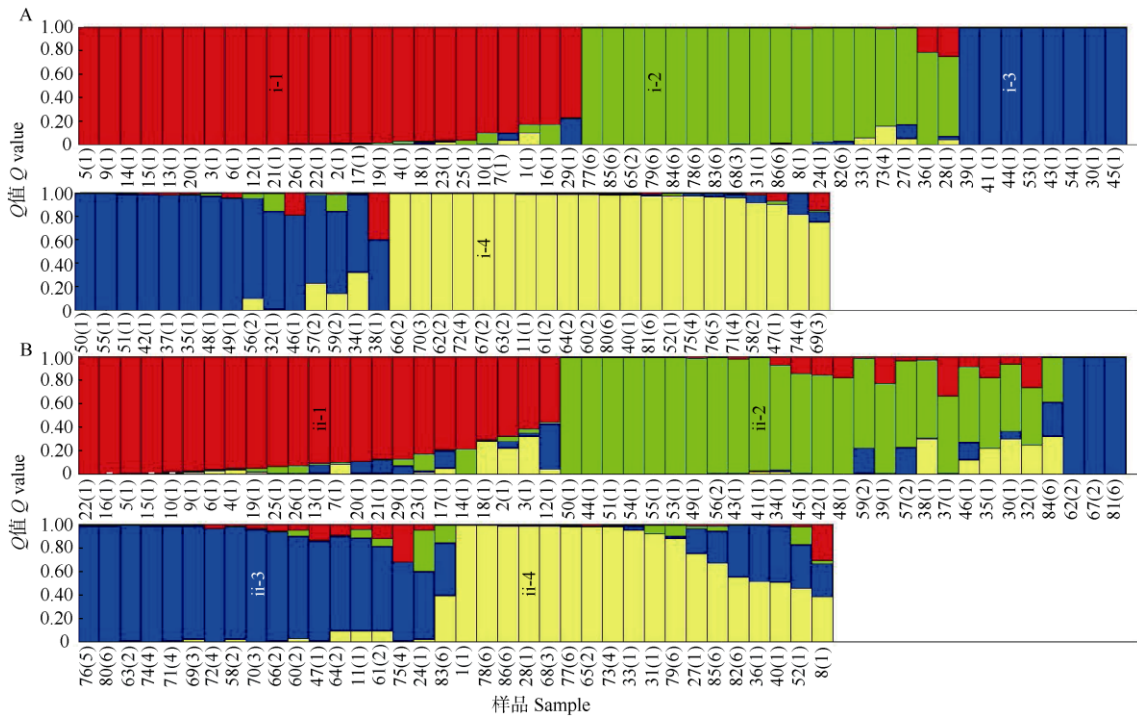 A
1.00
0.80
0.60
0.40
0.20
0
i-1
i-2
i-3
5(1) 9(1) 14(1) 15(1) 13(1) 20(1) 3(1) 6(1) 12(1) 21(1) 26(1) 22(1) 2(1) 17(1) 19(1) 4(1) 18(1) 23(1) 25(1) 10(1) 7(1) 1(1) 16(1) 29(1) 77(6) 85(6) 65(2) 79(6) 84(6) 78(6) 83(6) 68(3) 31(1) 86(6) 8(1) 24(1) 82(6) 33(1) 73(4) 27(1) 36(1) 28(1) 39(1) 41 (1) 44(1) 53(1) 43(1) 54(1) 30(1) 45(1)
1.00
0.80
0.60
0.40
0.20
0
i-4
50(1) 55(1) 51(1) 42(1) 37(1) 35(1) 48(1) 49(1) 56(2) 32(1) 46(1) 57(2) 59(2) 34(1) 38(1) 66(2) 70(3) 62(2) 72(4) 67(2) 63(2) 11(1) 61(2) 64(2) 60(2) 80(6) 40(1) 81(6) 52(1) 75(4) 76(5) 71(4) 58(2) 47(1) 74(4) 69(3)
Q值 Q value
B
1.00
0.80
0.60
0.40
0.20
0
ii-1
ii-2
22(1) 16(1) 5(1) 15(1) 10(1) 9(1) 6(1) 4(1) 19(1) 25(1) 26(1) 13(1) 7(1) 20(1) 21(1) 29(1) 23(1) 17(1) 14(1) 18(1) 2(1) 3(1) 12(1) 50(1) 44(1) 51(1) 54(1) 55(1) 53(1) 49(1) 56(2) 43(1) 41(1) 34(1) 45(1) 42(1) 48(1) 59(2) 39(1) 57(2) 38(1) 37(1) 46(1) 35(1) 30(1) 32(1) 84(6) 62(2) 67(2) 81(6)
1.00
0.80
0.60
0.40
0.20
0
ii-3
ii-4
76(5) 80(6) 63(2) 74(4) 71(4) 69(3) 72(4) 58(2) 70(3) 66(2) 60(2) 47(1) 64(2) 11(1) 61(2) 75(4) 24(1) 83(6) 1(1) 78(6) 86(6) 28(1) 68(3) 77(6) 65(2) 73(4) 33(1) 31(1) 79(6) 27(1) 85(6) 82(6) 36(1) 40(1) 52(1) 8(1)
Q值 Q value
样品 Sample